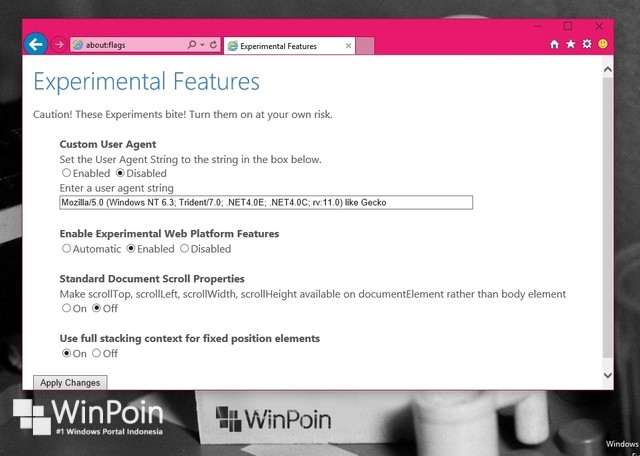 about:flags
Experimental Features
Experimental Features
Caution! These Experiments bite! Turn them on at your own risk.
Custom User Agent
Set the User Agent String to the string in the box below.
Enabled Disabled
Enter a user agent string
Mozilla/5.0 (Windows NT 6.3; Trident/7.0; .NET4.0E; .NET4.0C; rv:11.0) like Gecko
Enable Experimental Web Platform Features
Automatic Enabled Disabled
Standard Document Scroll Properties
Make scrollTop, scrollLeft, scrollWidth, scrollHeight available on documentElement rather than body element
On Off
Use full stacking context for fixed position elements
On Off
Apply Changes
WinPoin
#1 Windows Portal Indonesia
WinPoin
Windows